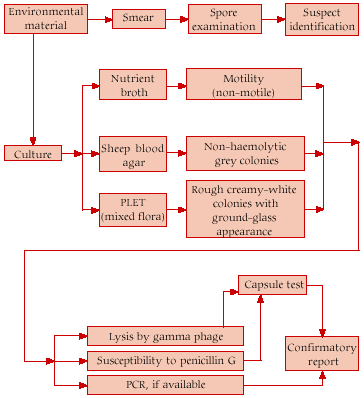 Environmental
material
Smear
Spore
examination
Suspect
identification
Nutrient
broth
Motility
(non–motile)
Culture
Sheep blood
agar
Non–haemolytic
grey colonies
PLET
(mixed flora)
Rough creamy–white
colonies with
ground–glass
appearance
Capsule test
Lysis by gamma phage
Susceptibility to penicillin G
PCR, if available
Confirmatory
report